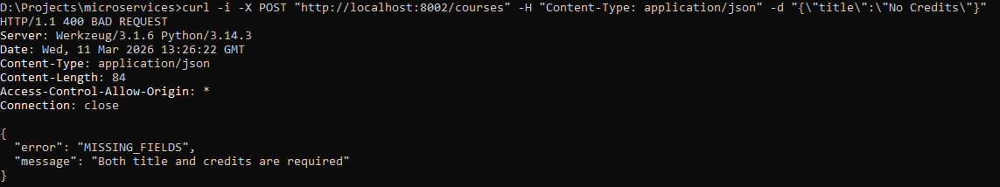 D:\Projects\microservices>curl -i -X POST "http://localhost:8002/courses" -H "Content-Type: application/json" -d "{\"title\":\"No Credits\"}"
HTTP/1.1 400 BAD REQUEST
Server: Werkzeug/3.1.6 Python/3.14.3
Date: Wed, 11 Mar 2026 13:26:22 GMT
Content-Type: application/json
Content-Length: 84
Access-Control-Allow-Origin: *
Connection: close

{
  "error": "MISSING_FIELDS",
  "message": "Both title and credits are required"
}